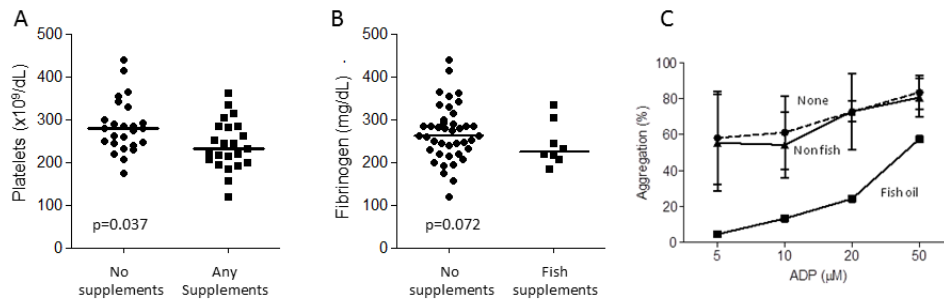 A
Platelets (x10⁹/dL)
500
400
300
200
100
0
p=0.037
No
supplements
Any
Supplements
B
Fibrinogen (mg/dL)
500
400
300
200
100
0
p=0.072
No
supplements
Fish
supplements
C
Aggregation (%)
100
80
60
40
20
0
None
Nonfish
Fish oil
5
10
20
50
ADP (μM)